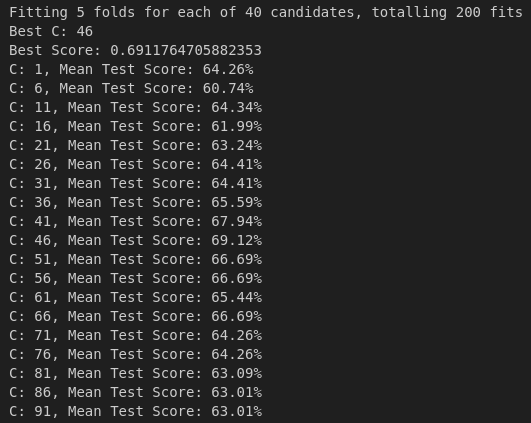 Fitting 5 folds for each of 40 candidates, totalling 200 fits
Best C: 46
Best Score: 0.6911764705882353
C: 1, Mean Test Score: 64.26%
C: 6, Mean Test Score: 60.74%
C: 11, Mean Test Score: 64.34%
C: 16, Mean Test Score: 61.99%
C: 21, Mean Test Score: 63.24%
C: 26, Mean Test Score: 64.41%
C: 31, Mean Test Score: 64.41%
C: 36, Mean Test Score: 65.59%
C: 41, Mean Test Score: 67.94%
C: 46, Mean Test Score: 69.12%
C: 51, Mean Test Score: 66.69%
C: 56, Mean Test Score: 66.69%
C: 61, Mean Test Score: 65.44%
C: 66, Mean Test Score: 66.69%
C: 71, Mean Test Score: 64.26%
C: 76, Mean Test Score: 64.26%
C: 81, Mean Test Score: 63.09%
C: 86, Mean Test Score: 63.01%
C: 91, Mean Test Score: 63.01%